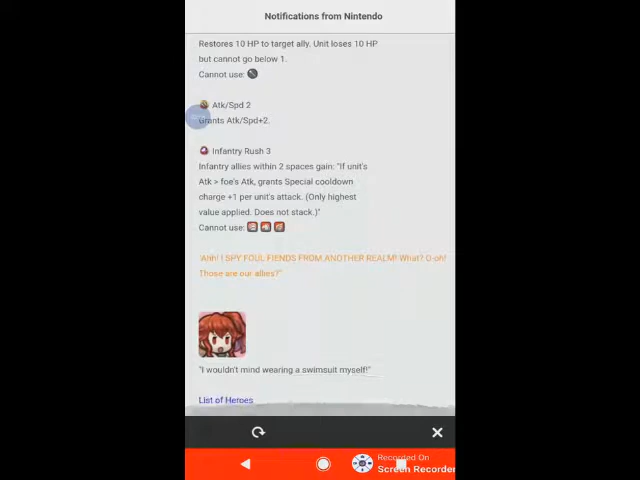 Notifications from Nintendo
Restores 10 HP to target ally. Unit loses 10 HP
but cannot go below 1.
Cannot use:
Atk/Spd 2
Grants Atk/Spd+2.
Infantry Rush 3
Infantry allies within 2 spaces gain: "If unit's
Atk > foe's Atk, grants Special cooldown
charge +1 per unit's attack. (Only highest
value applied. Does not stack.)"
Cannot use:
"Ahh! I SPY FOUL FIENDS FROM ANOTHER REALM! What? O-oh!
Those are our allies?"
"I wouldn't mind wearing a swimsuit myself!"
List of Heroes
Recorded On
Screen Recorder